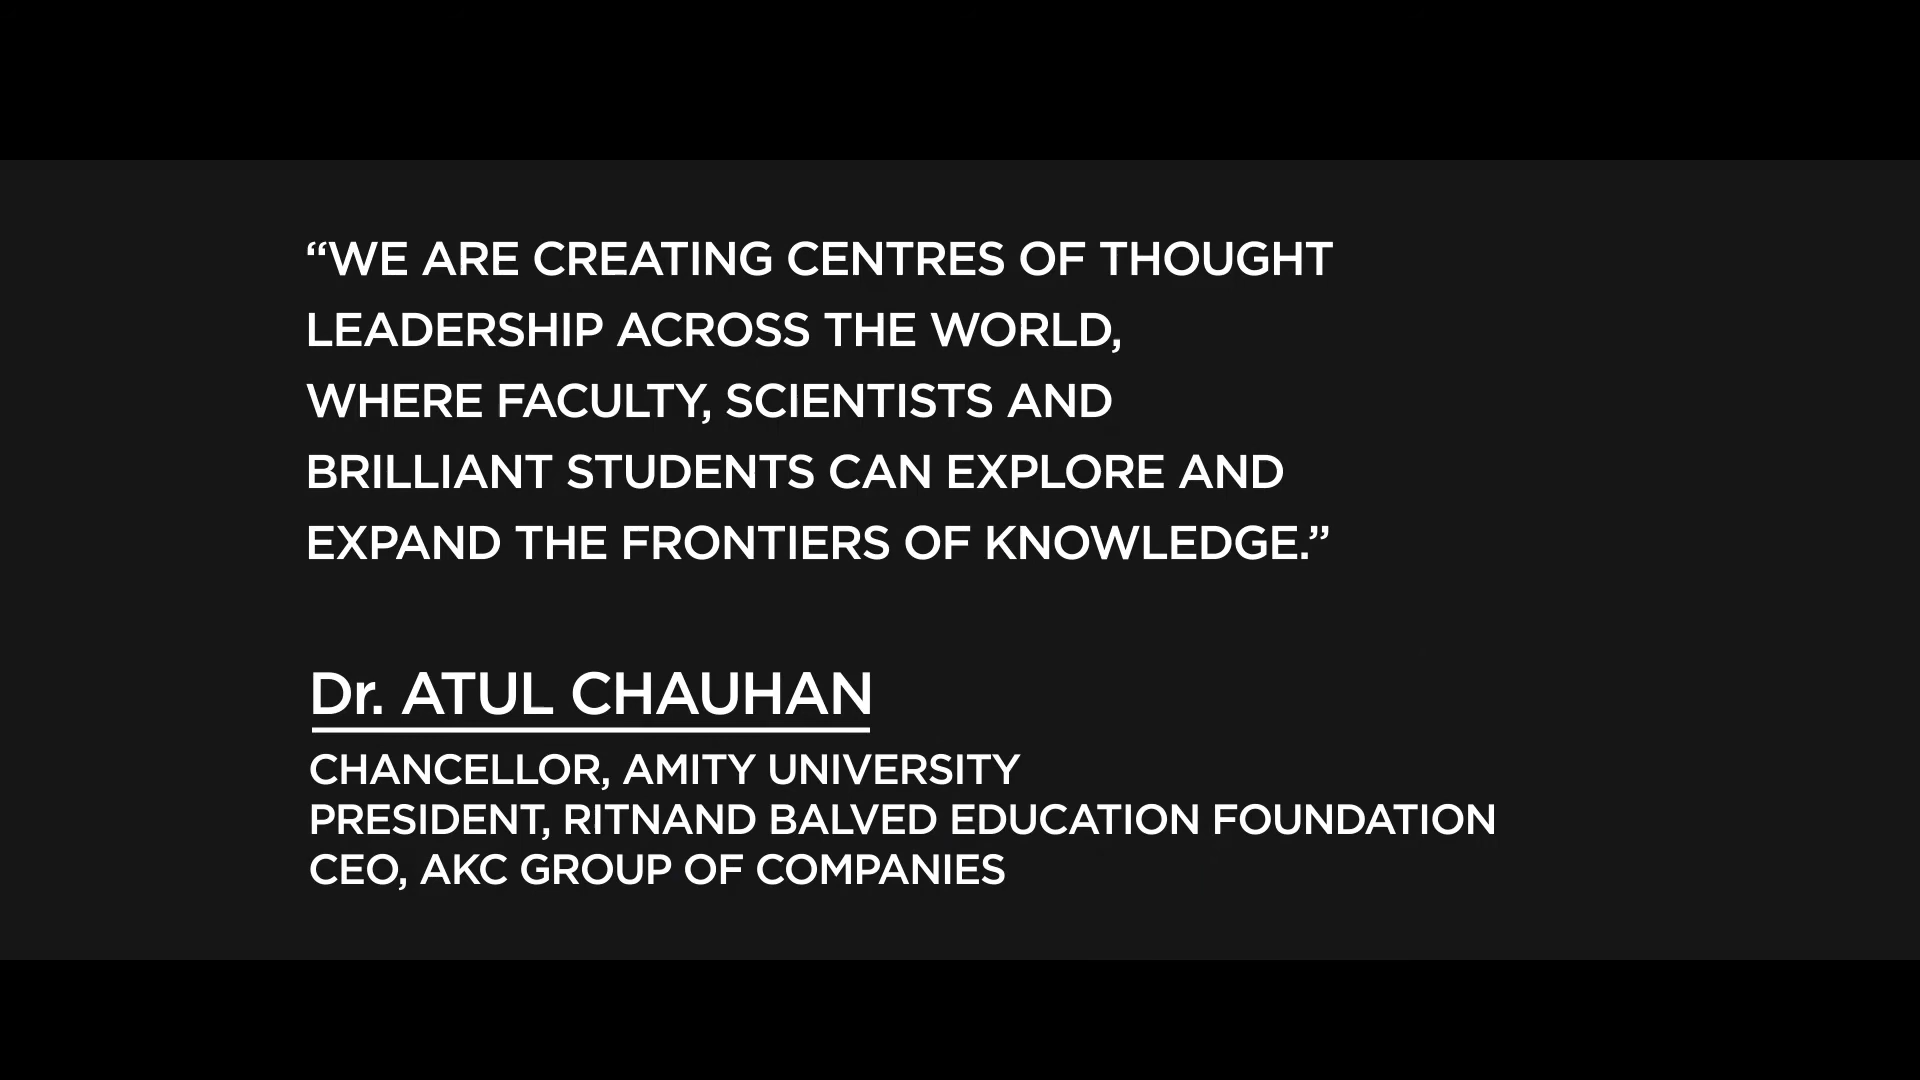 “WE ARE CREATING CENTRES OF THOUGHT
LEADERSHIP ACROSS THE WORLD,
WHERE FACULTY, SCIENTISTS AND
BRILLIANT STUDENTS CAN EXPLORE AND
EXPAND THE FRONTIERS OF KNOWLEDGE.”
Dr. ATUL CHAUHAN
CHANCELLOR, AMITY UNIVERSITY
PRESIDENT, RITNAND BALVED EDUCATION FOUNDATION
CEO, AKC GROUP OF COMPANIES